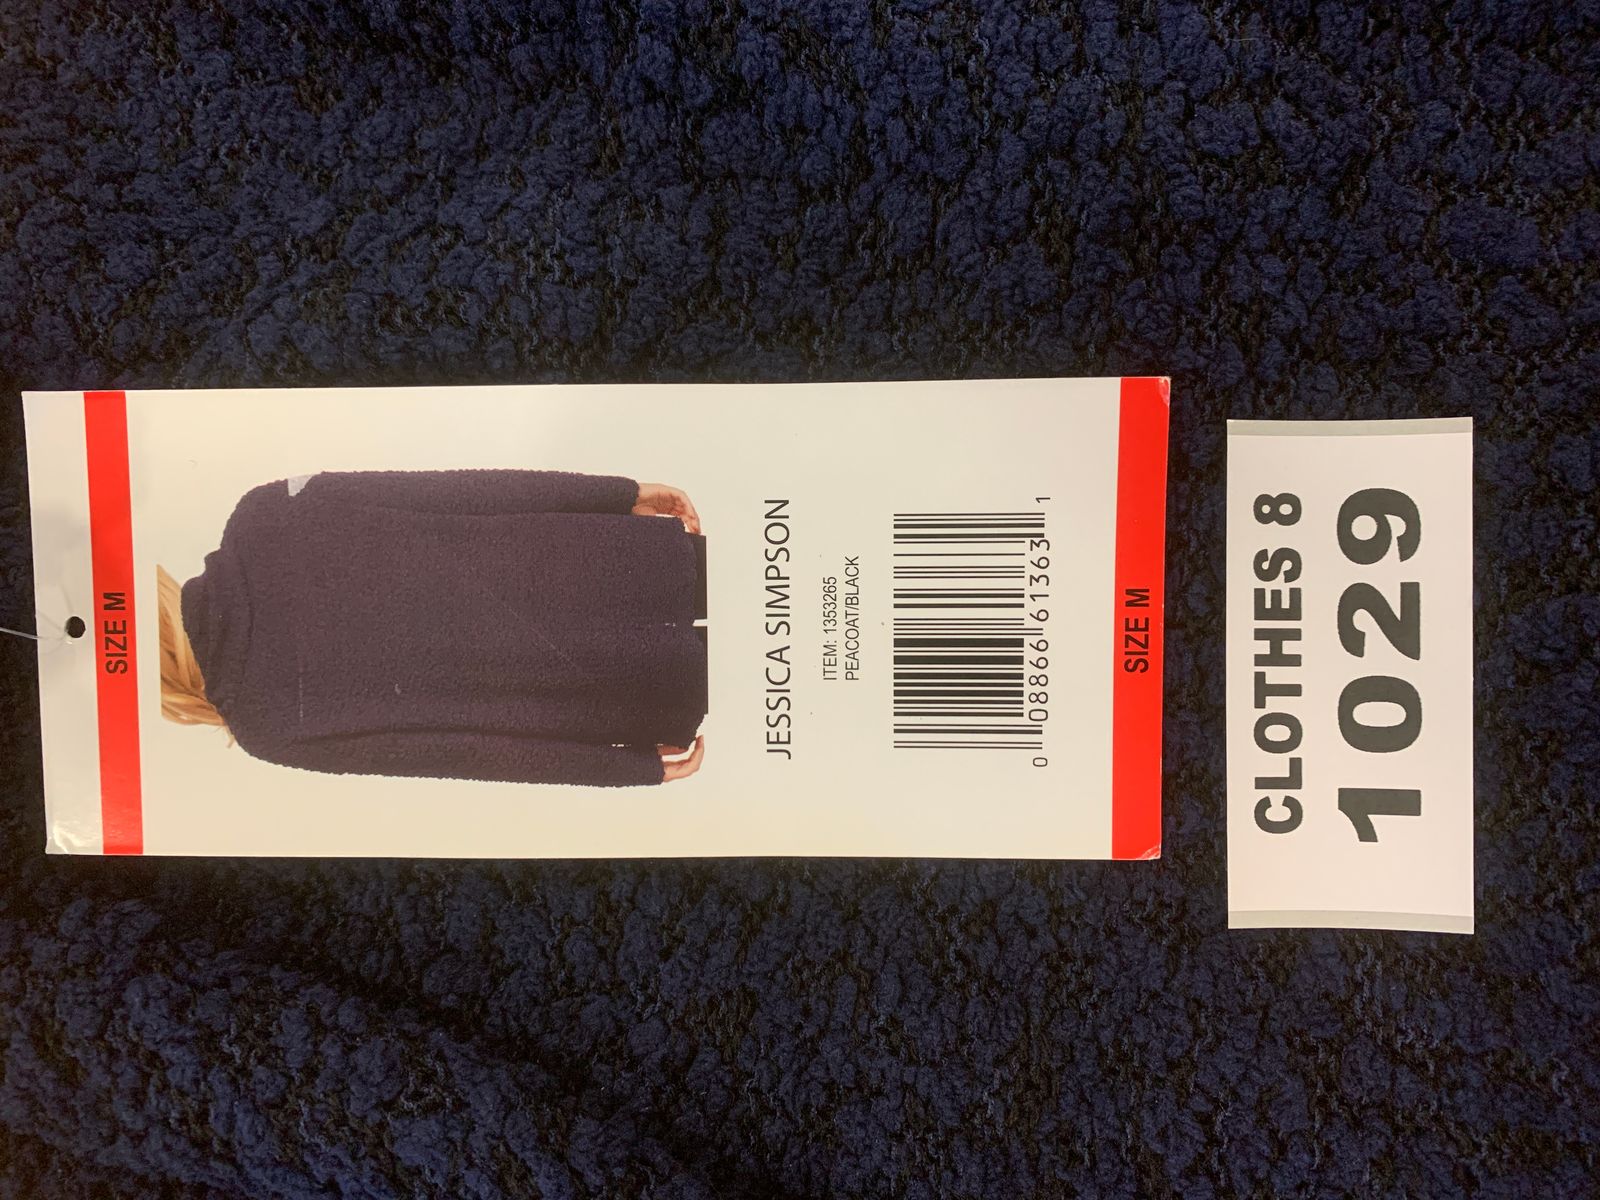 SIZE M
JESSICA SIMPSON
ITEM: 1353265
PEACOAT/BLACK
0 08866 61363 1
SIZE M
CLOTHES 8
1029